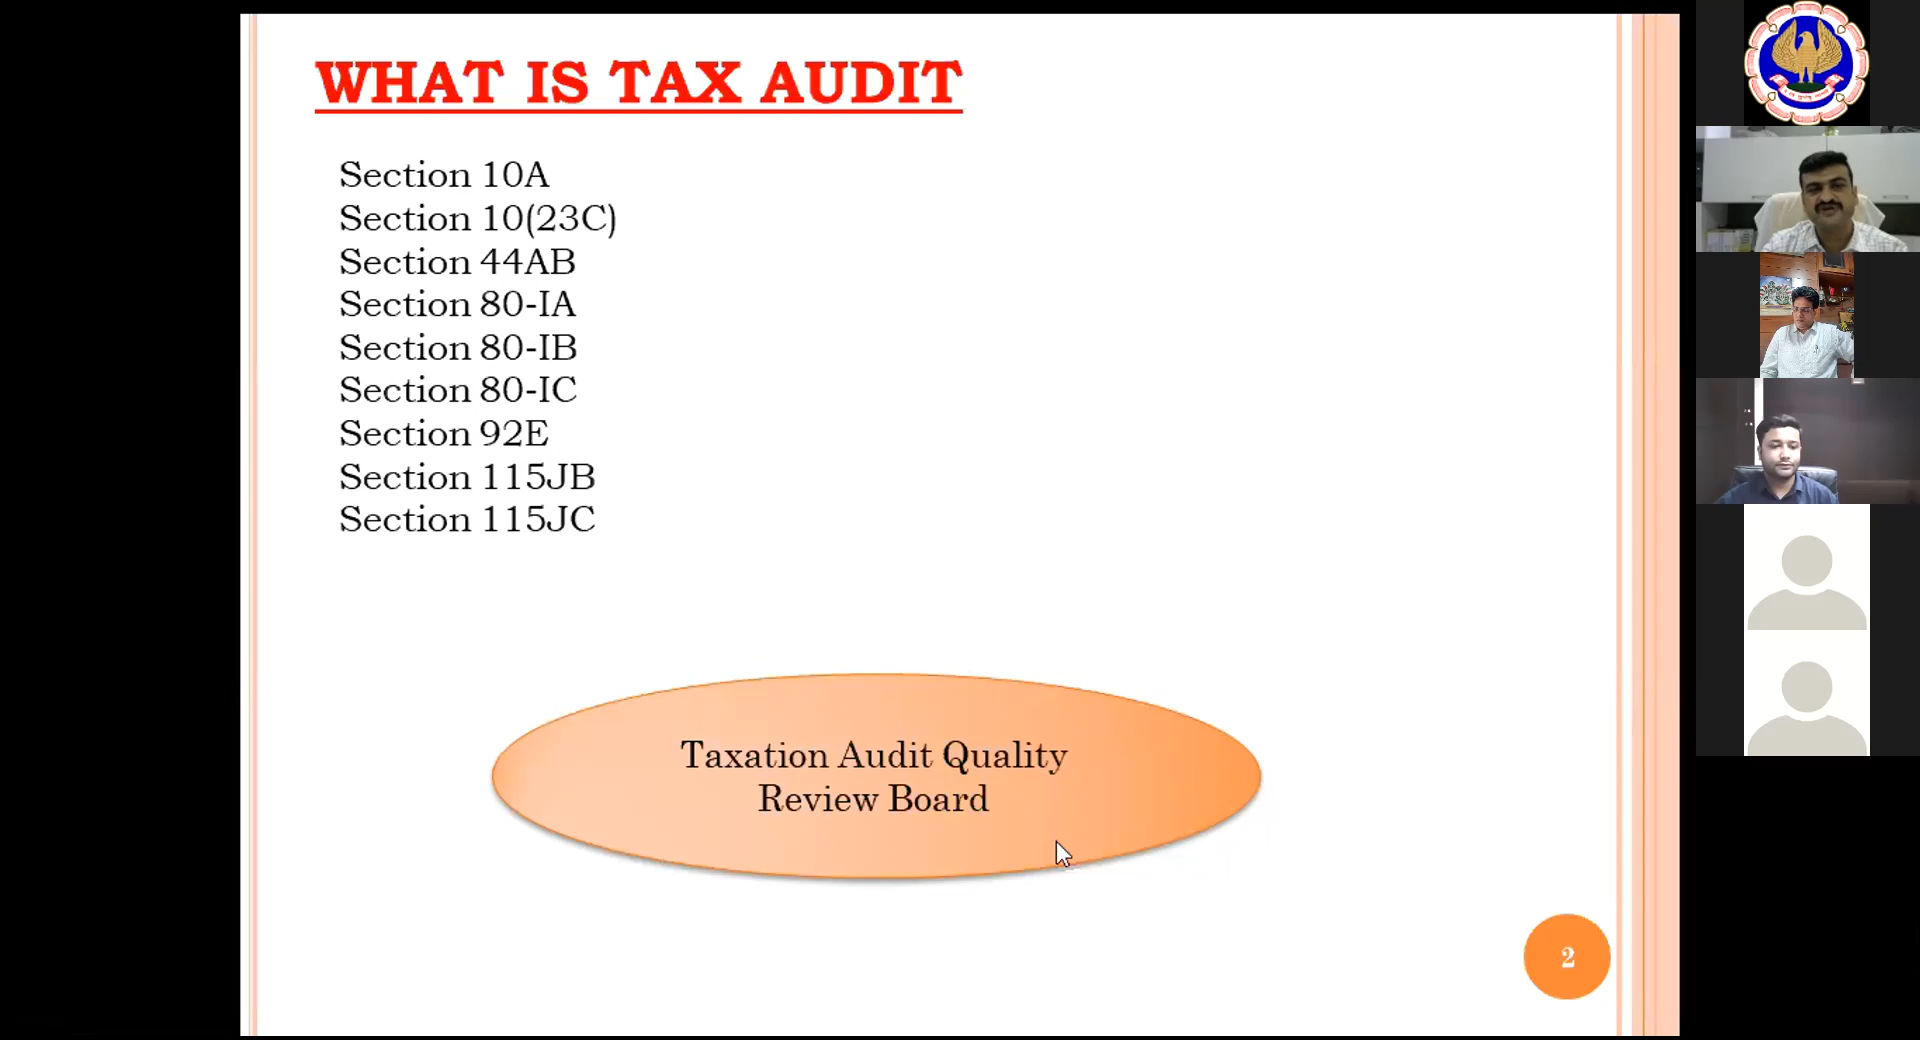 WHAT IS TAX AUDIT
Section 10A
Section 10(23C)
Section 44AB
Section 80-IA
Section 80-IB
Section 80-IC
Section 92E
Section 115JB
Section 115JC
Taxation Audit Quality
Review Board
2